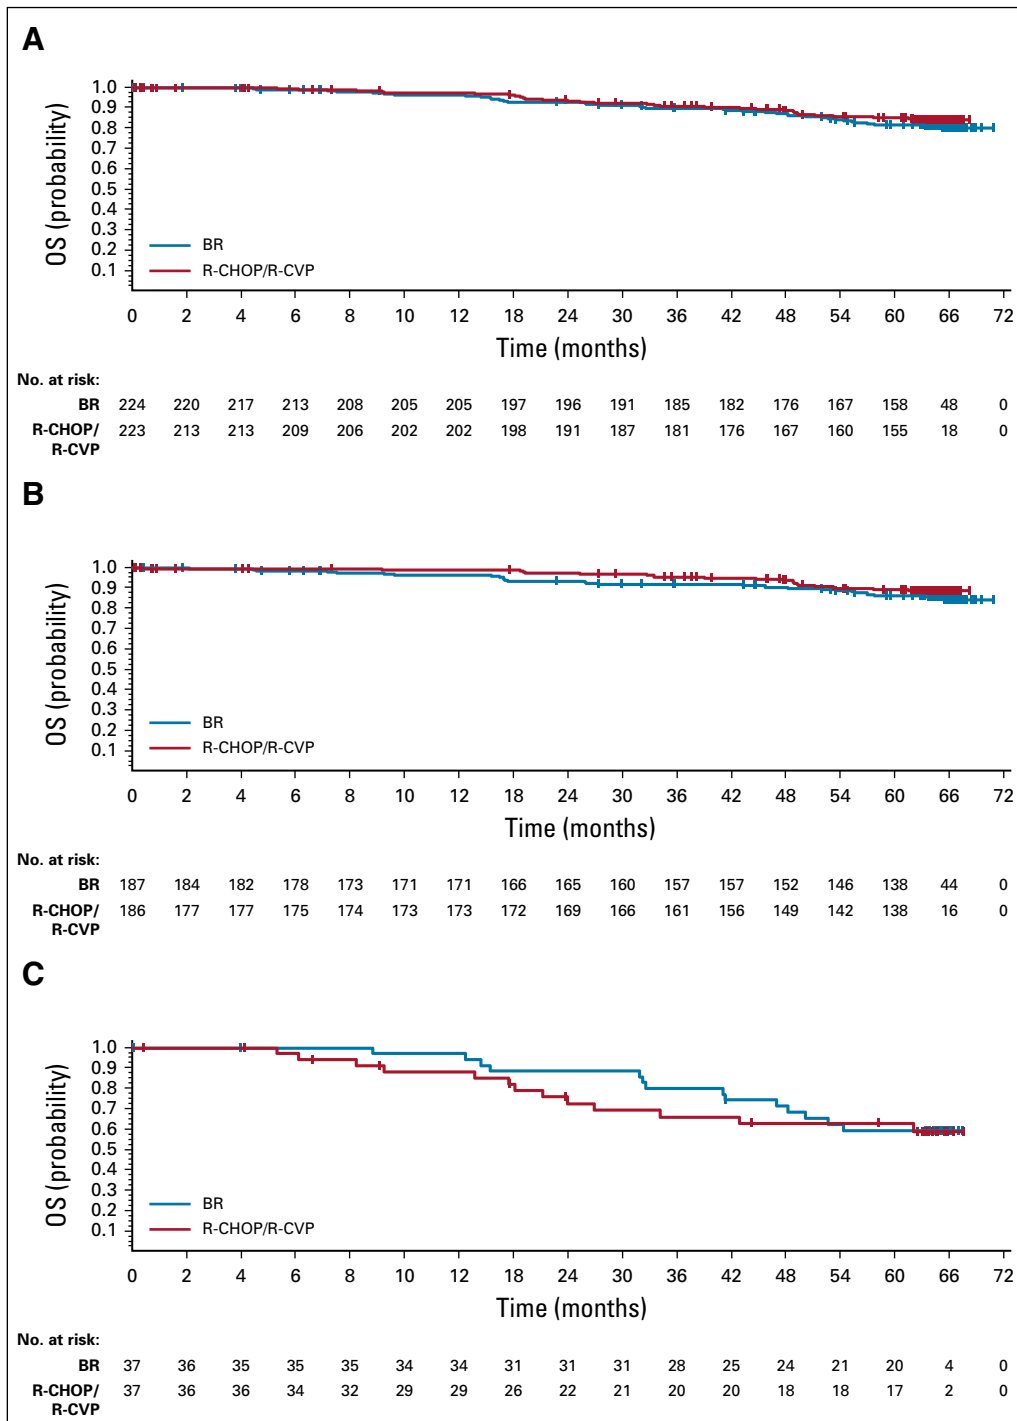 A
1.0
0.9
0.8
0.7
0.6
0.5
0.4
0.3
0.2
0.1
OS (probability)
BR
R-CHOP/R-CVP
0 2 4 6 8 10 12 18 24 30 36 42 48 54 60 66 72
Time (months)
No. at risk:
BR 224 220 217 213 208 205 205 197 196 191 185 182 176 167 158 48 0
R-CHOP/ 223 213 213 209 206 202 202 198 191 187 181 176 167 160 155 18 0
R-CVP
B
1.0
0.9
0.8
0.7
0.6
0.5
0.4
0.3
0.2
0.1
OS (probability)
BR
R-CHOP/R-CVP
0 2 4 6 8 10 12 18 24 30 36 42 48 54 60 66 72
Time (months)
No. at risk:
BR 187 184 182 178 173 171 171 166 165 160 157 157 152 146 138 44 0
R-CHOP/ 186 177 177 175 174 173 173 172 169 166 161 156 149 142 138 16 0
R-CVP
C
1.0
0.9
0.8
0.7
0.6
0.5
0.4
0.3
0.2
0.1
OS (probability)
BR
R-CHOP/R-CVP
0 2 4 6 8 10 12 18 24 30 36 42 48 54 60 66 72
Time (months)
No. at risk:
BR 37 36 35 35 35 34 34 31 31 31 28 25 24 21 20 4 0
R-CHOP/ 37 36 36 34 32 29 29 26 22 21 20 20 18 18 17 2 0
R-CVP